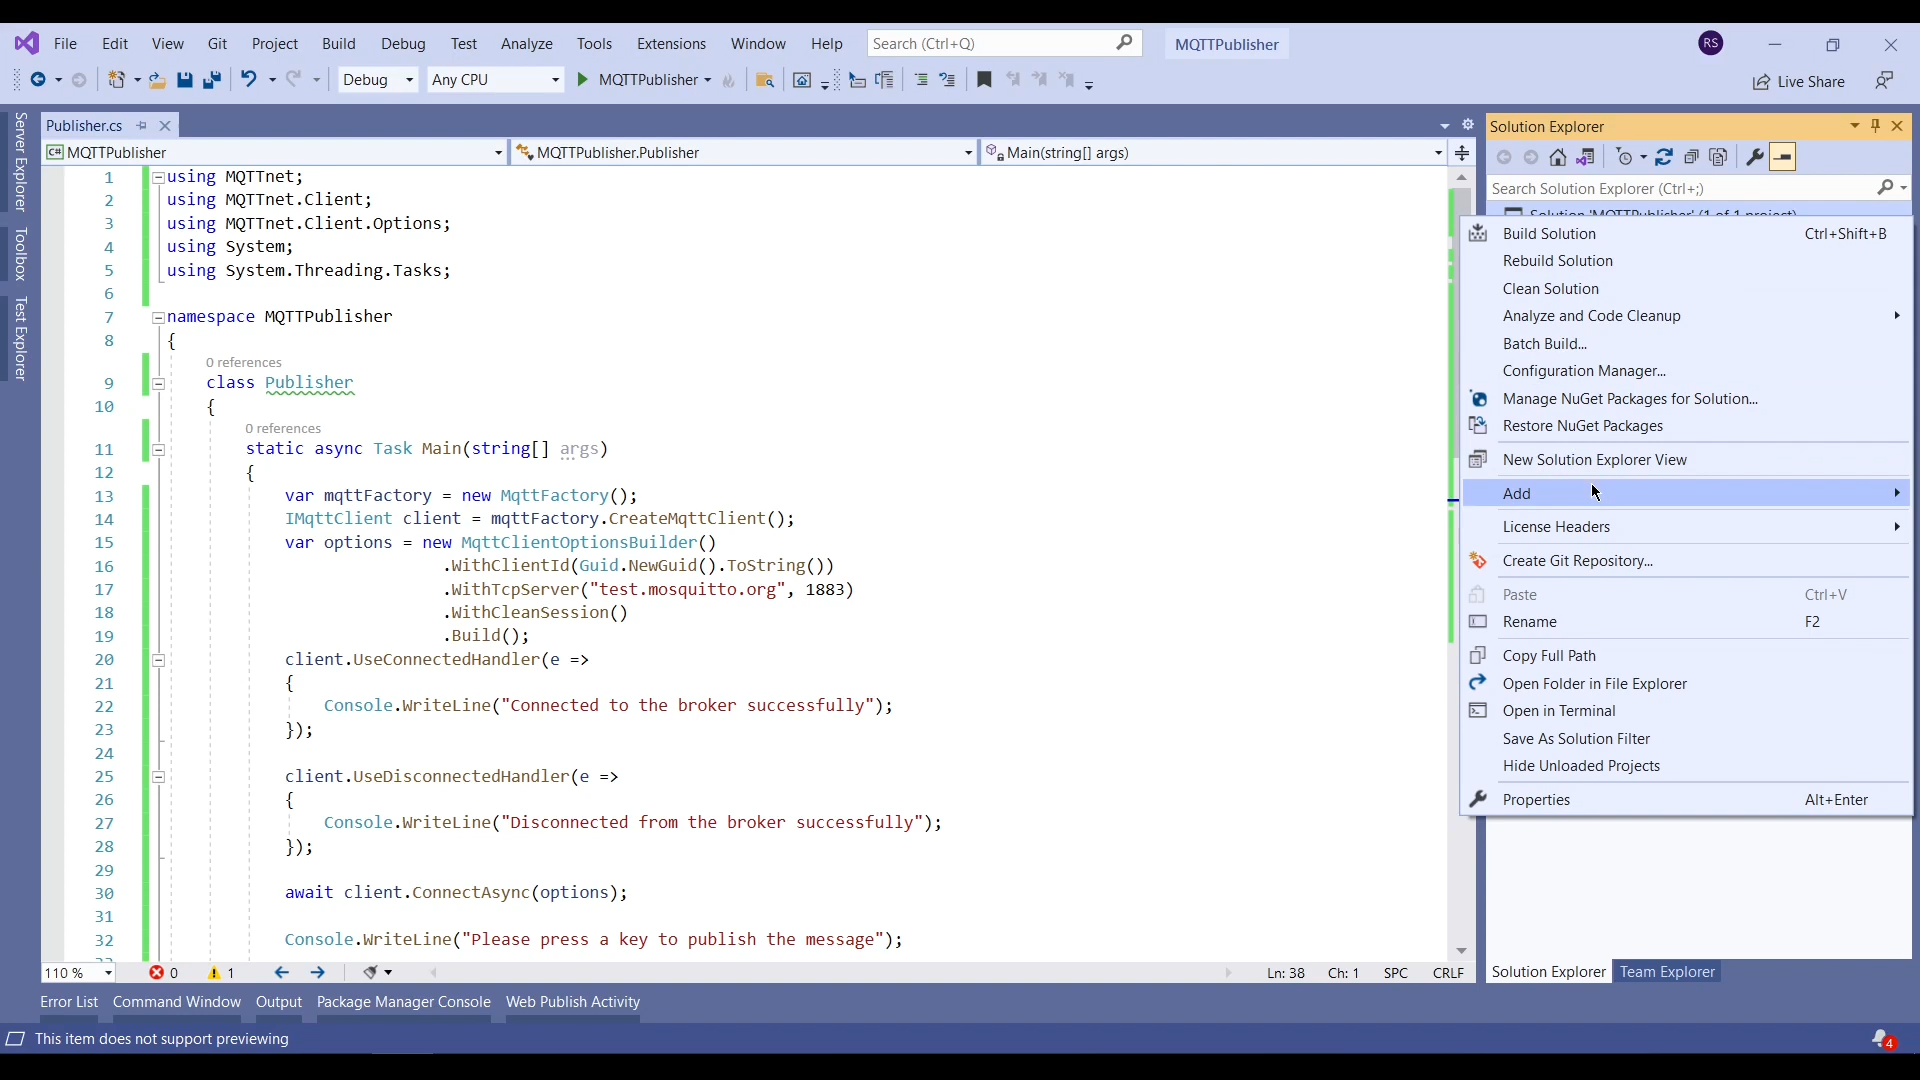 File Edit View Git Project Build Debug Test Analyze Tools Extensions Window Help Search (Ctrl+Q) MQTTPublisher RS
Debug Any CPU MQTTPublisher Live Share
Server Explorer
Toolbox
Test Explorer
Publisher.cs
C# MQTTPublisher MQTTPublisher.Publisher Main(string[] args)
1 using MQTTnet;
2 using MQTTnet.Client;
3 using MQTTnet.Client.Options;
4 using System;
5 using System.Threading.Tasks;
6
7 namespace MQTTPublisher
8 {
0 references
9 class Publisher
10 {
0 references
11 static async Task Main(string[] args)
12 {
13 var mqttFactory = new MqttFactory();
14 IMqttClient client = mqttFactory.CreateMqttClient();
15 var options = new MqttClientOptionsBuilder()
16 .WithClientId(Guid.NewGuid().ToString())
17 .WithTcpServer("test.mosquitto.org", 1883)
18 .WithCleanSession()
19 .Build();
20 client.UseConnectedHandler(e =>
21 {
22 Console.WriteLine("Connected to the broker successfully");
23 });
24
25 client.UseDisconnectedHandler(e =>
26 {
27 Console.WriteLine("Disconnected from the broker successfully");
28 });
29
30 await client.ConnectAsync(options);
31
32 Console.WriteLine("Please press a key to publish the message");
110 % 0 1 Ln: 38 Ch: 1 SPC CRLF
Solution Explorer
Search Solution Explorer (Ctrl+;)
Solution 'MQTTPublisher' (1 of 1 project)
Build Solution Ctrl+Shift+B
Rebuild Solution
Clean Solution
Analyze and Code Cleanup
Batch Build...
Configuration Manager...
Manage NuGet Packages for Solution...
Restore NuGet Packages
New Solution Explorer View
Add
License Headers
Create Git Repository...
Paste Ctrl+V
Rename F2
Copy Full Path
Open Folder in File Explorer
Open in Terminal
Save As Solution Filter
Hide Unloaded Projects
Properties Alt+Enter
Solution Explorer Team Explorer
Error List Command Window Output Package Manager Console Web Publish Activity
This item does not support previewing 4